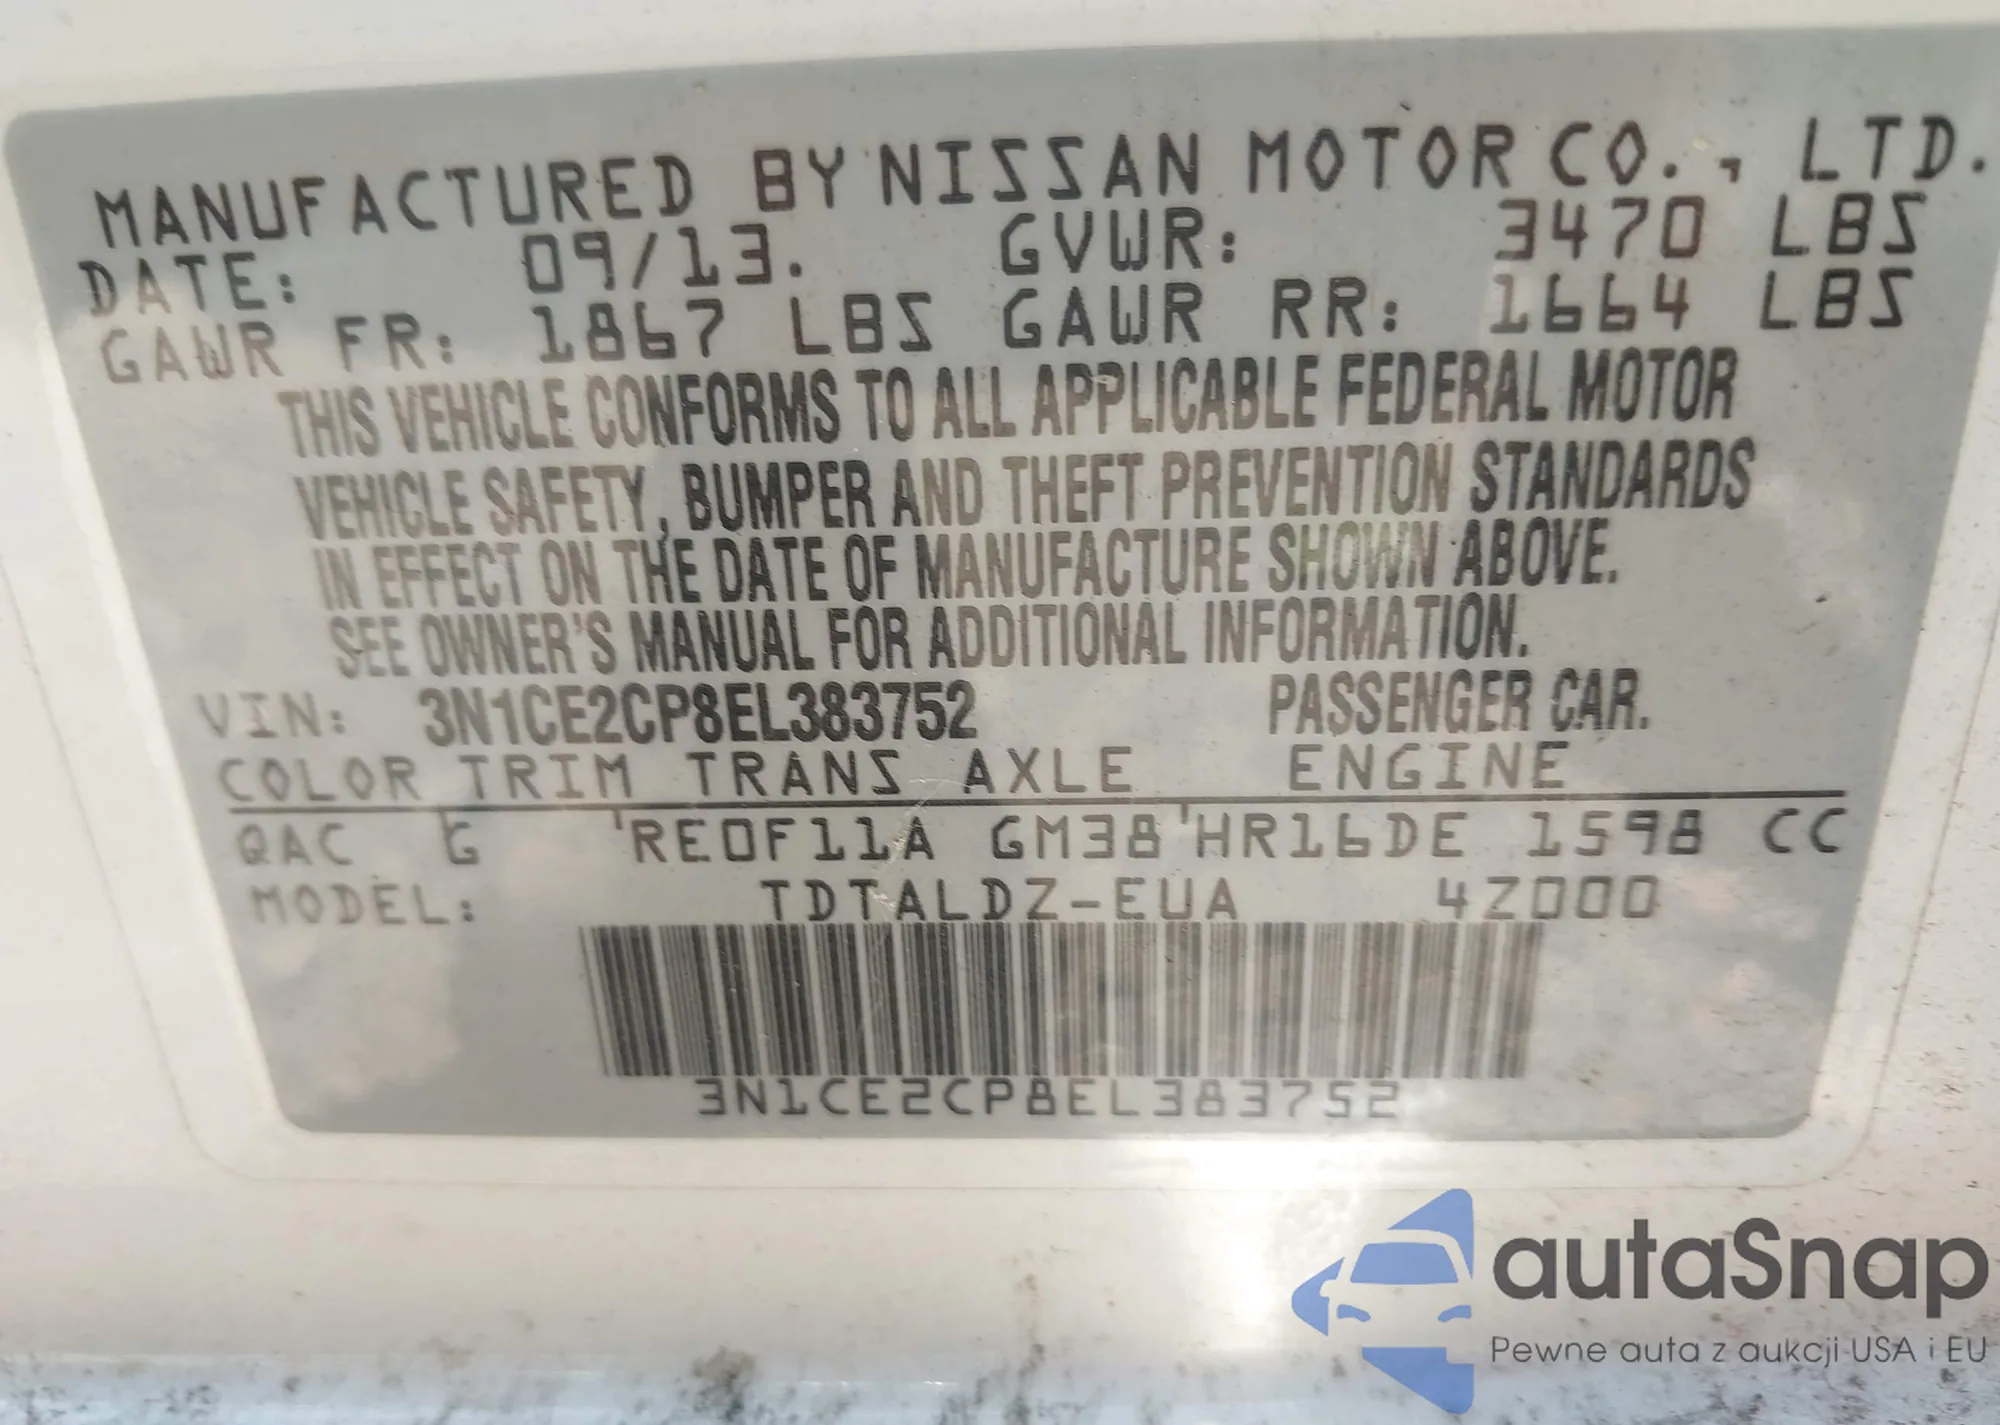 MANUFACTURED BY NISSAN MOTOR CO., LTD.
DATE: 09/13. GVWR: 3470 LBS
GAWR FR: 1867 LBS GAWR RR: 1664 LBS
THIS VEHICLE CONFORMS TO ALL APPLICABLE FEDERAL MOTOR
VEHICLE SAFETY, BUMPER AND THEFT PREVENTION STANDARDS
IN EFFECT ON THE DATE OF MANUFACTURE SHOWN ABOVE.
SEE OWNER'S MANUAL FOR ADDITIONAL INFORMATION.
VIN: 3N1CE2CP8EL383752 PASSENGER CAR.
COLOR TRIM TRANS AXLE ENGINE
QAC G RE0F11A GM38 HR16DE 1598 CC
MODEL: TDTALDZ-EUA 4Z000
3N1CE2CP8EL383752
autaSnap
Pewne auta z aukcji USA i EU